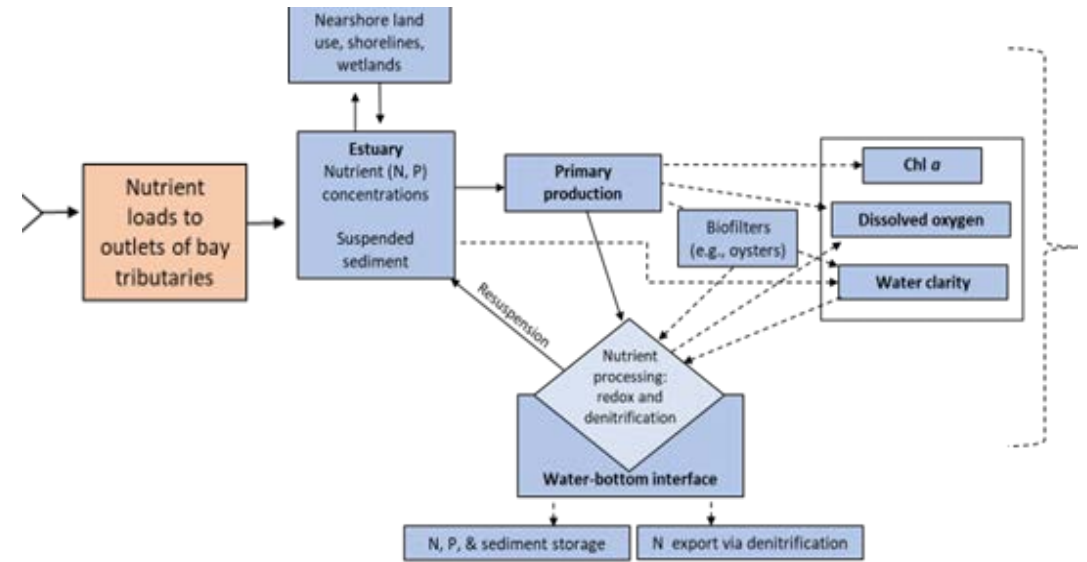 Nearshore land
use, shorelines,
wetlands
Estuary
Nutrient (N, P)
concentrations
Suspended
sediment
Nutrient
loads to
outlets of bay
tributaries
Primary
production
Biofilters
(e.g., oysters)
Chl a
Dissolved oxygen
Water clarity
Resuspension
Nutrient
processing:
redox and
denitrification
Water-bottom interface
N, P, & sediment storage
N export via denitrification